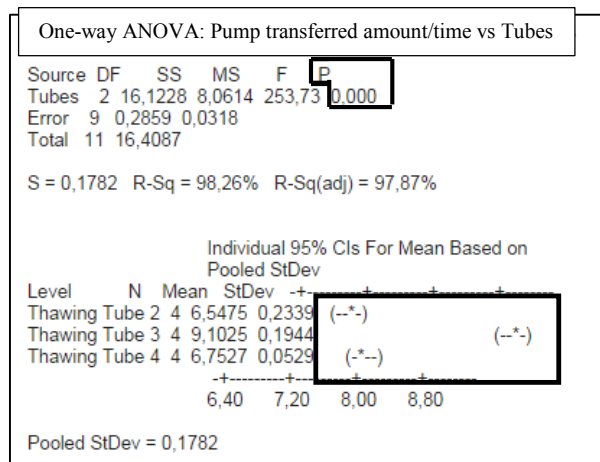 One-way ANOVA: Pump transferred amount/time vs Tubes
Source DF SS MS F P
Tubes 2 16,1228 8,0614 253,73 0,000
Error 9 0,2859 0,0318
Total 11 16,4087
S = 0,1782 R-Sq = 98,26% R-Sq(adj) = 97,87%
Individual 95% CIs For Mean Based on
Pooled StDev
Level N Mean StDev -+---------+---------+---------+--------
Thawing Tube 2 4 6,5475 0,2339 (--*-)
Thawing Tube 3 4 9,1025 0,1944 (--*-)
Thawing Tube 4 4 6,7527 0,0529 (-*--)
-+---------+---------+---------+--------
6,40 7,20 8,00 8,80
Pooled StDev = 0,1782